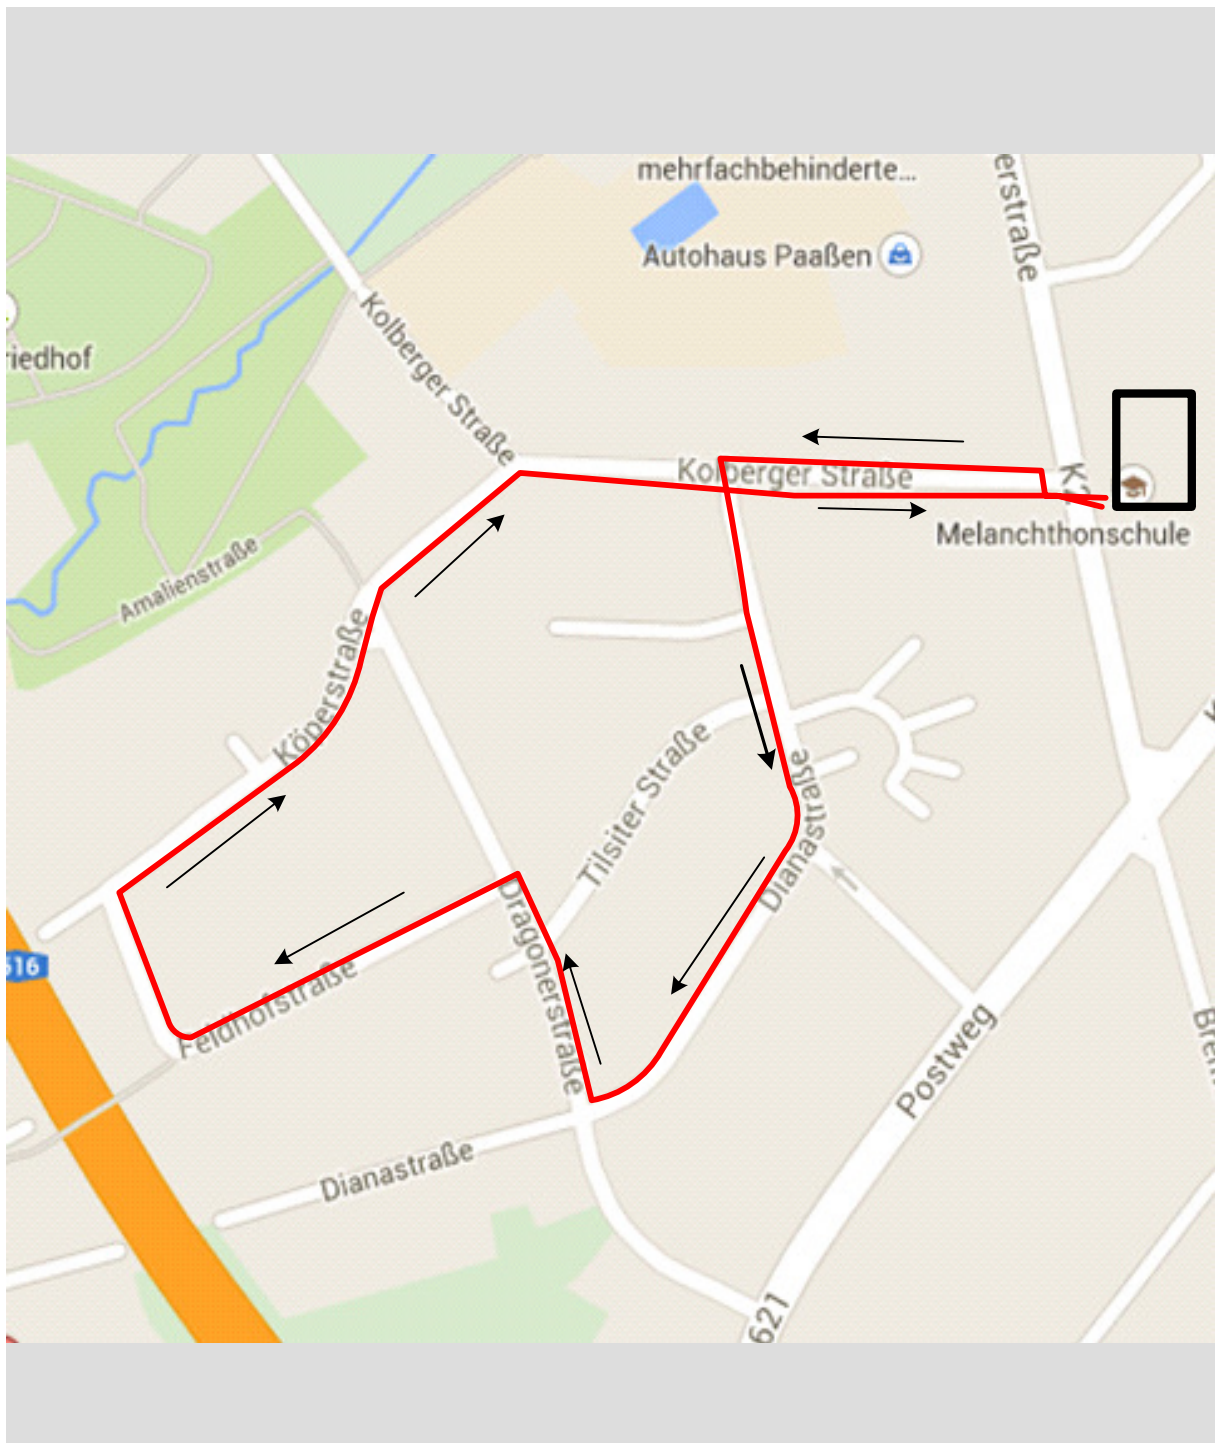 mehrfachbehinderte...
erstraße
Autohaus Paaßen
Kolberger Straße
riedhof
Kolberger Straße
K2
Melanchthonschule
Amalienstraße
Köperstraße
Tilsiter Straße
Dianastraße
Dragonerstraße
516
Feldhofstraße
Postweg
Dianastraße
621